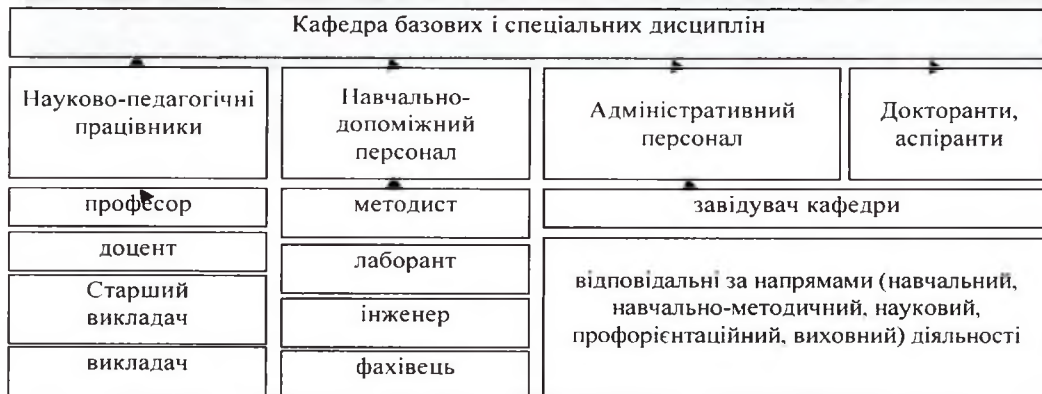 Кафедра базових і спеціальних дисциплін
Науково-педагогічні
працівники
Навчально-
допоміжний
персонал
Адміністративний
персонал
Докторанти,
аспіранти
професор
доцент
Старший
викладач
викладач
методист
лаборант
інженер
фахівець
завідувач кафедри
відповідальні за напрямами (навчальний,
навчально-методичний, науковий,
профорієнтаційний, виховний) діяльності